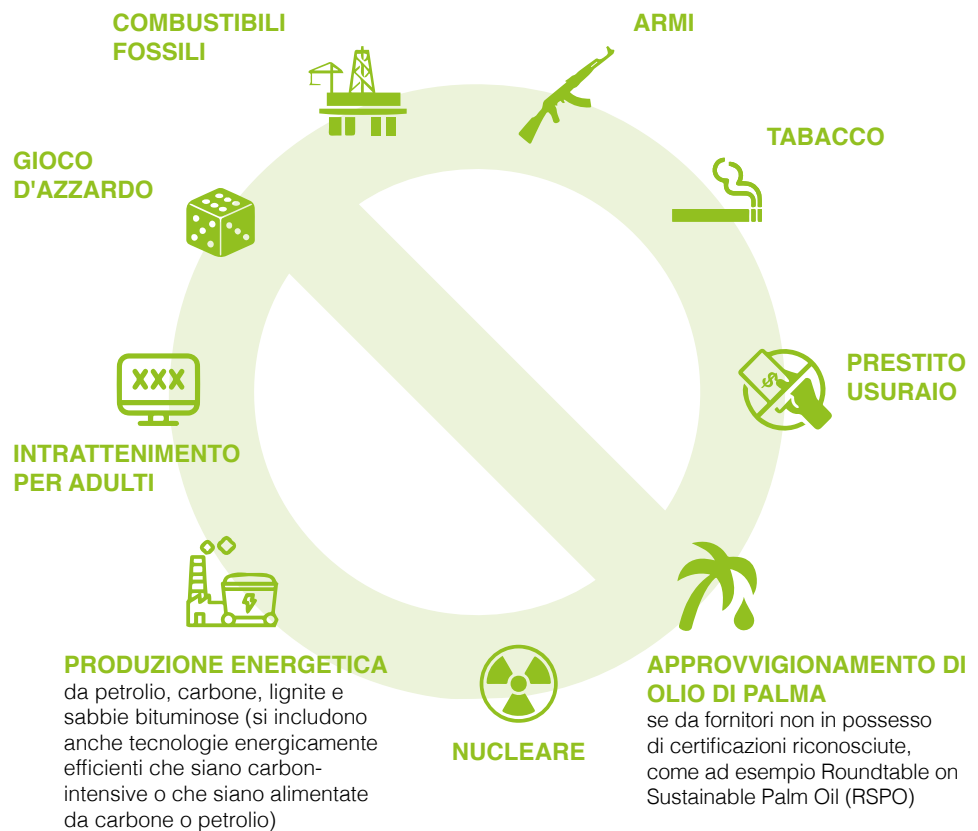 COMBUSTIBILI
FOSSILI
ARMI
TABACCO
GIOCO
D'AZZARDO
XXX
$
PRESTITO
USURAIO
INTRATTENIMENTO
PER ADULTI
PRODUZIONE ENERGETICA
da petrolio, carbone, lignite e
sabbie bituminose (si includono
anche tecnologie energicamente
efficienti che siano carbon-
intensive o che siano alimentate
da carbone o petrolio)
NUCLEARE
APPROVVIGIONAMENTO DI
OLIO DI PALMA
se da fornitori non in possesso
di certificazioni riconosciute,
come ad esempio Roundtable on
Sustainable Palm Oil (RSPO)